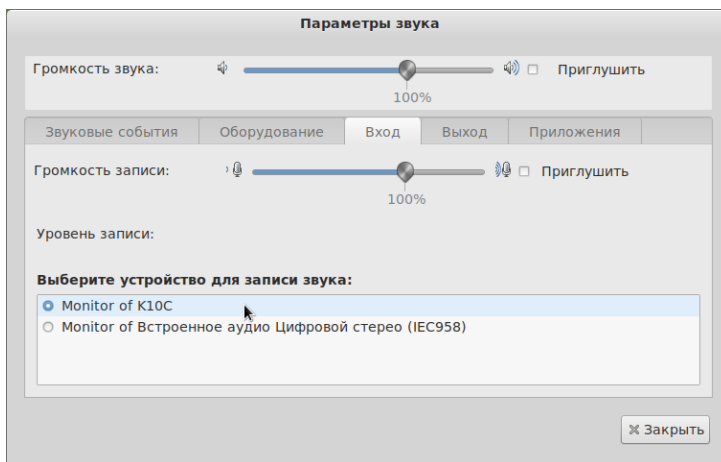 Параметры звука
Громкость звука: Приглушить
100%
Звуковые события Оборудование Вход Выход Приложения
Громкость записи: Приглушить
100%
Уровень записи:
Выберите устройство для записи звука:
Monitor of K10C
Monitor of Встроенное аудио Цифровой стерео (IEC958)
Закрыть